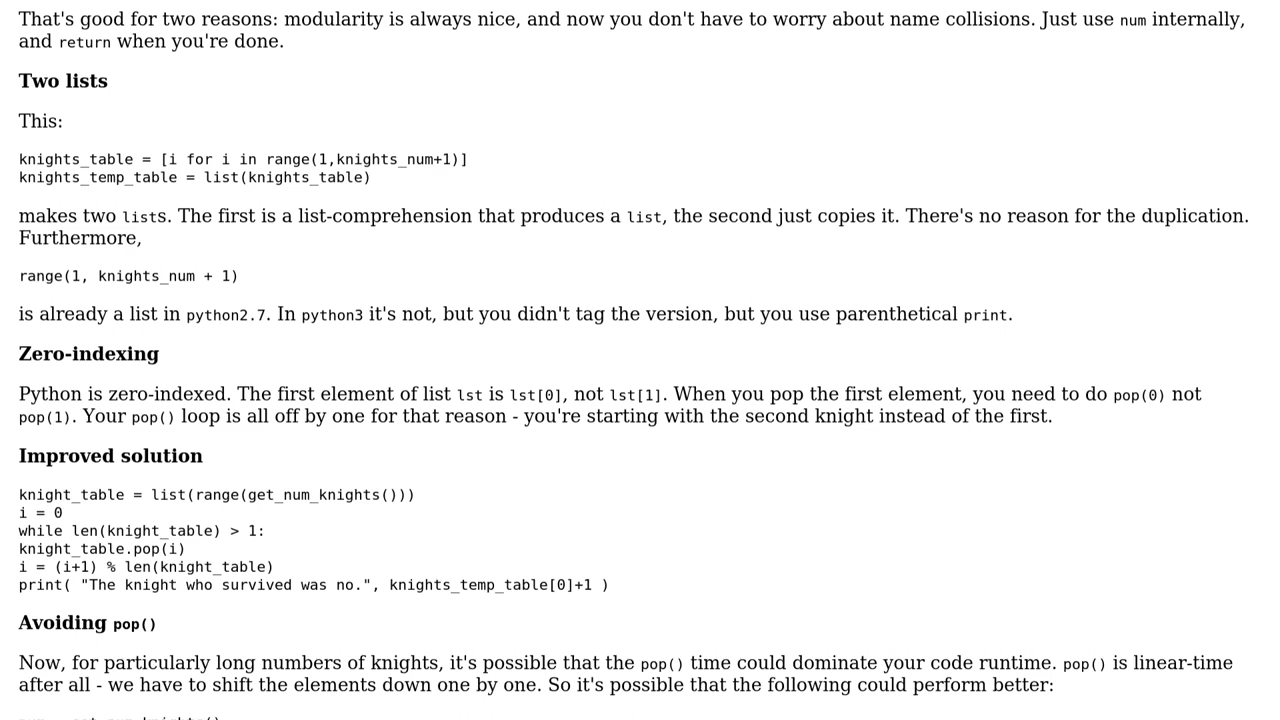 That's good for two reasons: modularity is always nice, and now you don't have to worry about name collisions. Just use num internally,
and return when you're done.
Two lists
This:
knights_table = [i for i in range(1,knights_num+1)]
knights_temp_table = list(knights_table)
makes two lists. The first is a list-comprehension that produces a list, the second just copies it. There's no reason for the duplication.
Furthermore,
range(1, knights_num + 1)
is already a list in python2.7. In python3 it's not, but you didn't tag the version, but you use parenthetical print.
Zero-indexing
Python is zero-indexed. The first element of list lst is lst[0], not lst[1]. When you pop the first element, you need to do pop(0) not
pop(1). Your pop() loop is all off by one for that reason - you're starting with the second knight instead of the first.
Improved solution
knight_table = list(range(get_num_knights()))
i = 0
while len(knight_table) > 1:
knight_table.pop(i)
i = (i+1) % len(knight_table)
print( "The knight who survived was no.", knights_temp_table[0]+1 )
Avoiding pop()
Now, for particularly long numbers of knights, it's possible that the pop() time could dominate your code runtime. pop() is linear-time
after all - we have to shift the elements down one by one. So it's possible that the following could perform better: